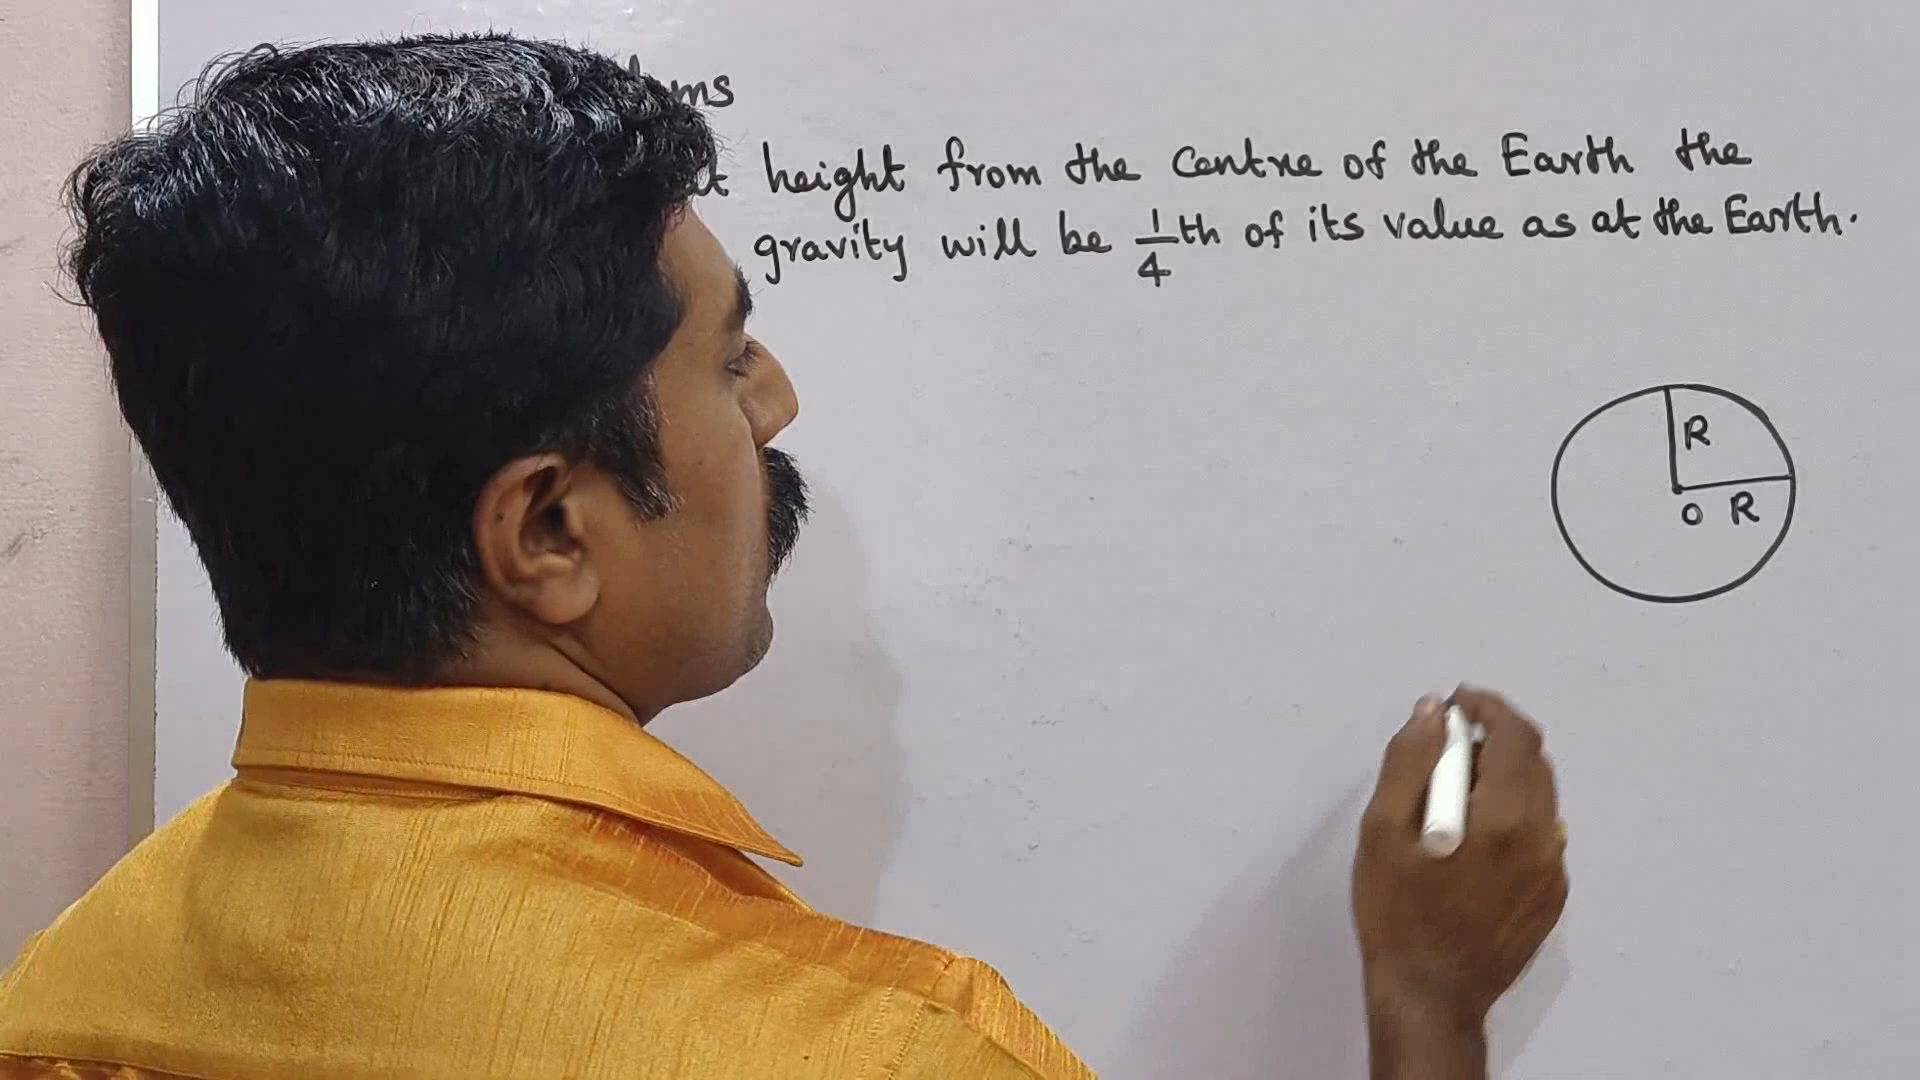 height from the centre of the Earth the
gravity will be 1/4 th of its value as at the Earth.
R
O R